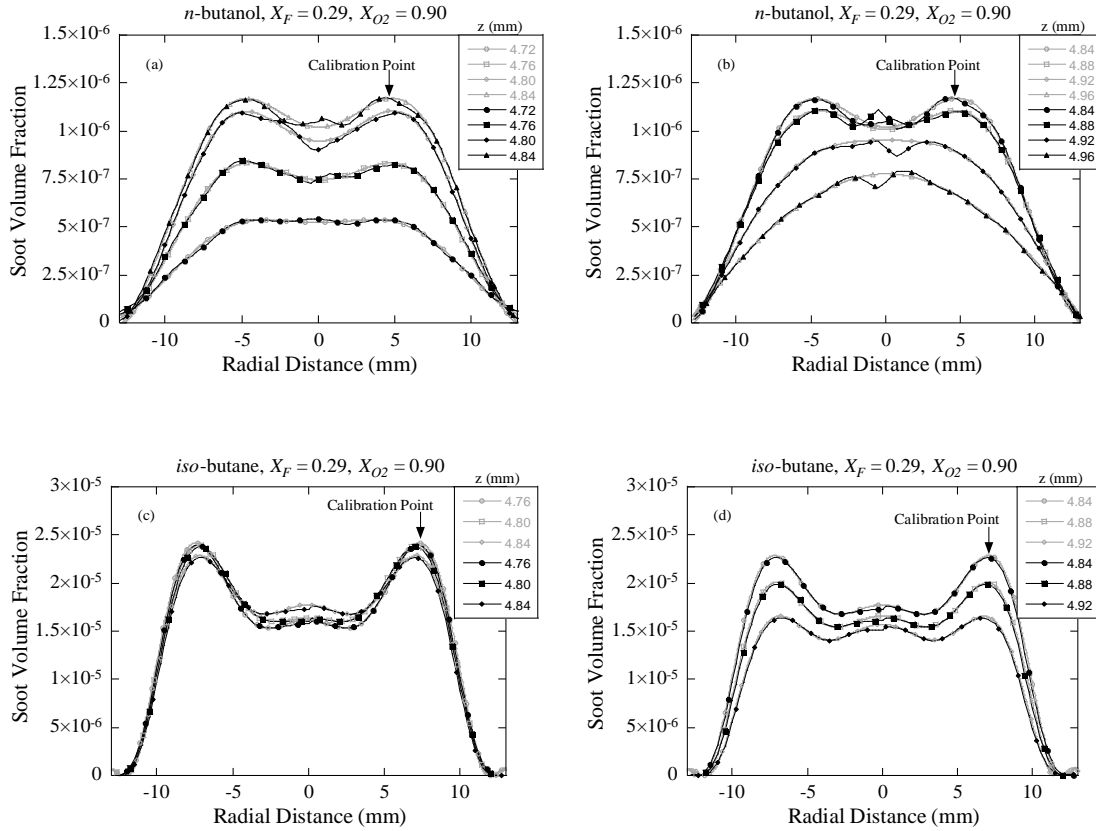 n-butanol, X_F = 0.29, X_O2 = 0.90
z (mm)
4.72
4.76
4.80
4.84
4.72
4.76
4.80
4.84
(a)
Calibration Point
1.5×10⁻⁶
1.25×10⁻⁶
1×10⁻⁶
7.5×10⁻⁷
5×10⁻⁷
2.5×10⁻⁷
0
Soot Volume Fraction
-10 -5 0 5 10
Radial Distance (mm)
n-butanol, X_F = 0.29, X_O2 = 0.90
z (mm)
4.84
4.88
4.92
4.96
4.84
4.88
4.92
4.96
(b)
Calibration Point
1.5×10⁻⁶
1.25×10⁻⁶
1×10⁻⁶
7.5×10⁻⁷
5×10⁻⁷
2.5×10⁻⁷
0
Soot Volume Fraction
-10 -5 0 5 10
Radial Distance (mm)
iso-butane, X_F = 0.29, X_O2 = 0.90
z (mm)
4.76
4.80
4.84
4.76
4.80
4.84
(c)
Calibration Point
3×10⁻⁵
2.5×10⁻⁵
2×10⁻⁵
1.5×10⁻⁵
1×10⁻⁵
5×10⁻⁶
0
Soot Volume Fraction
-10 -5 0 5 10
Radial Distance (mm)
iso-butane, X_F = 0.29, X_O2 = 0.90
z (mm)
4.84
4.88
4.92
4.84
4.88
4.92
(d)
Calibration Point
3×10⁻⁵
2.5×10⁻⁵
2×10⁻⁵
1.5×10⁻⁵
1×10⁻⁵
5×10⁻⁶
0
Soot Volume Fraction
-10 -5 0 5 10
Radial Distance (mm)